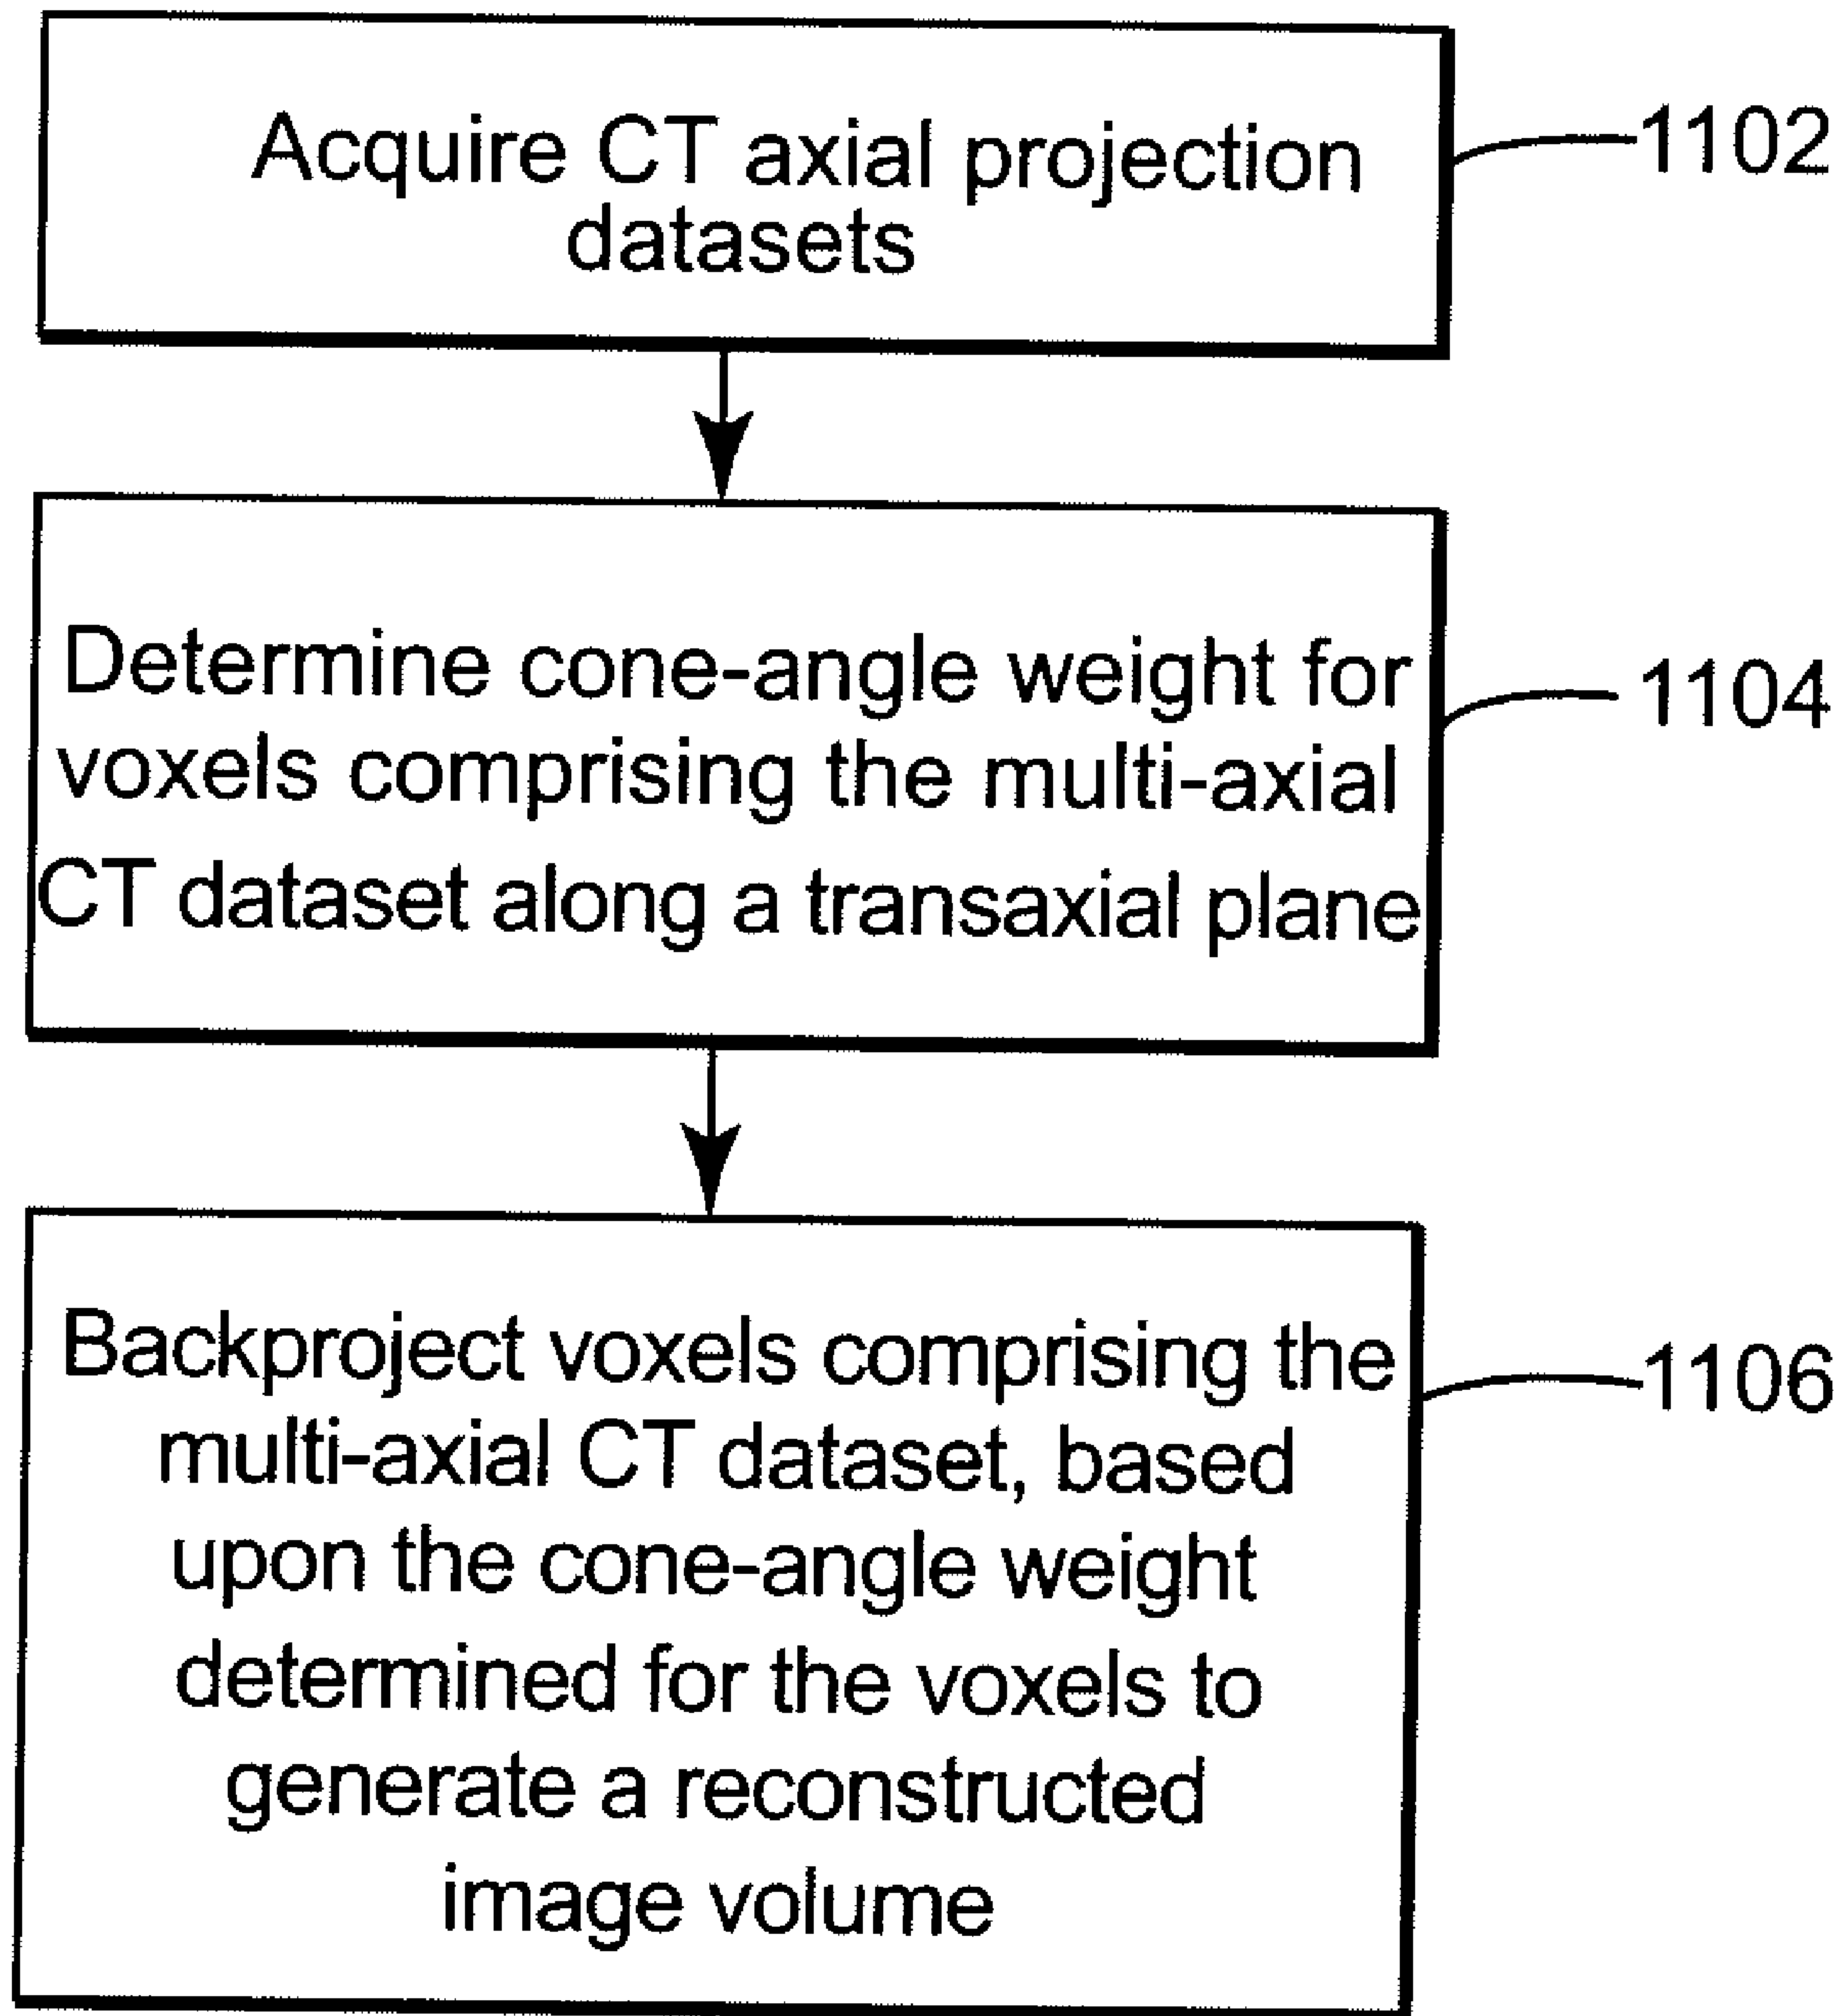 Acquire CT axial projection
datasets
1102
Determine cone-angle weight for
voxels comprising the multi-axial
CT dataset along a transaxial plane
1104
Backproject voxels comprising the
multi-axial CT dataset, based
upon the cone-angle weight
determined for the voxels to
generate a reconstructed
image volume
1106